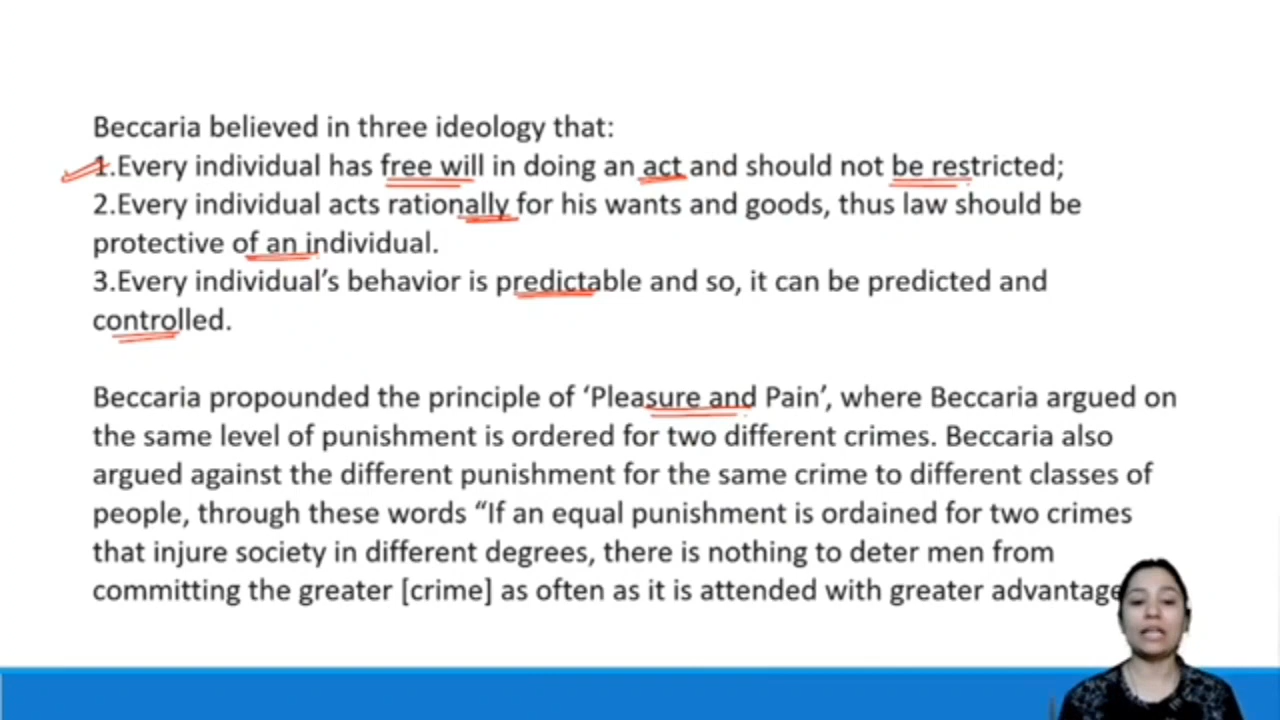 Beccaria believed in three ideology that:
1.Every individual has free will in doing an act and should not be restricted;
2.Every individual acts rationally for his wants and goods, thus law should be
protective of an individual.
3.Every individual’s behavior is predictable and so, it can be predicted and
controlled.
Beccaria propounded the principle of ‘Pleasure and Pain’, where Beccaria argued on
the same level of punishment is ordered for two different crimes. Beccaria also
argued against the different punishment for the same crime to different classes of
people, through these words “If an equal punishment is ordained for two crimes
that injure society in different degrees, there is nothing to deter men from
committing the greater [crime] as often as it is attended with greater advantage